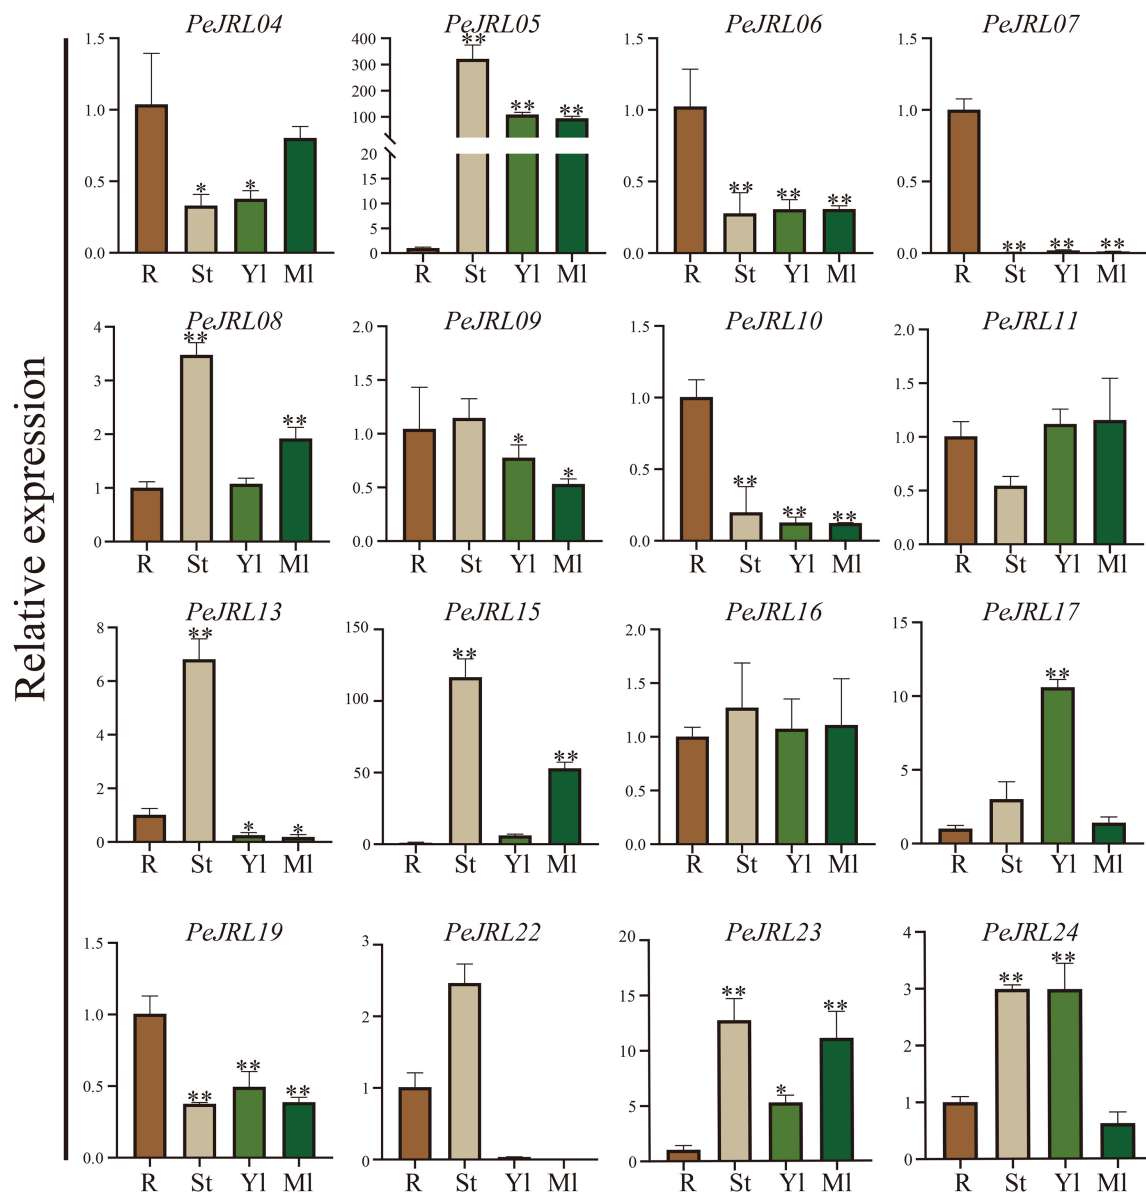 Relative expression
PeJRL04 PeJRL05 PeJRL06 PeJRL07
1.5 1.0 0.5 0.0
** * *
R St Yl Ml
400 300 200 100 20 15 10 5 0
** ** **
R St Yl Ml
1.5 1.0 0.5 0.0
** ** **
R St Yl Ml
1.5 1.0 0.5 0.0
** ** **
R St Yl Ml
PeJRL08 PeJRL09 PeJRL10 PeJRL11
4 3 2 1 0
** **
R St Yl Ml
2.0 1.5 1.0 0.5 0.0
* *
R St Yl Ml
1.5 1.0 0.5 0.0
** ** **
R St Yl Ml
2.0 1.5 1.0 0.5 0.0
R St Yl Ml
PeJRL13 PeJRL15 PeJRL16 PeJRL17
8 6 4 2 0
** * *
R St Yl Ml
150 100 50 0
** **
R St Yl Ml
2.0 1.5 1.0 0.5 0.0
R St Yl Ml
15 10 5 0
**
R St Yl Ml
PeJRL19 PeJRL22 PeJRL23 PeJRL24
1.5 1.0 0.5 0.0
** ** **
R St Yl Ml
3 2 1 0
R St Yl Ml
20 15 10 5 0
** * **
R St Yl Ml
4 3 2 1 0
** **
R St Yl Ml